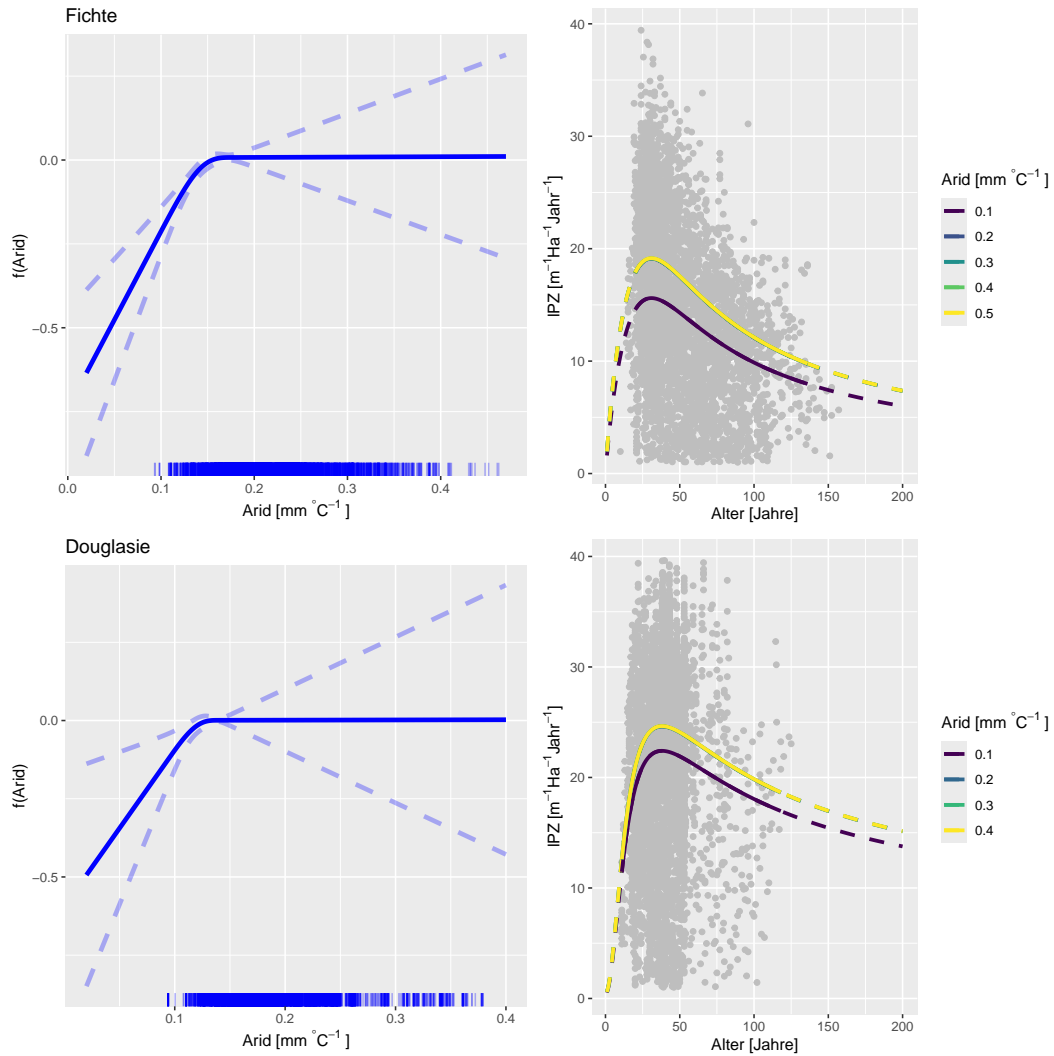 Fichte
f(Arid)
0.0
−0.5
0.0 0.1 0.2 0.3 0.4
Arid [mm °C⁻¹ ]
IPZ [m⁻¹Ha⁻¹Jahr⁻¹]
40
30
20
10
0
0 50 100 150 200
Alter [Jahre]
Arid [mm °C⁻¹ ]
0.1
0.2
0.3
0.4
0.5
Douglasie
f(Arid)
0.0
−0.5
0.1 0.2 0.3 0.4
Arid [mm °C⁻¹ ]
IPZ [m⁻¹Ha⁻¹Jahr⁻¹]
40
30
20
10
0
0 50 100 150 200
Alter [Jahre]
Arid [mm °C⁻¹ ]
0.1
0.2
0.3
0.4